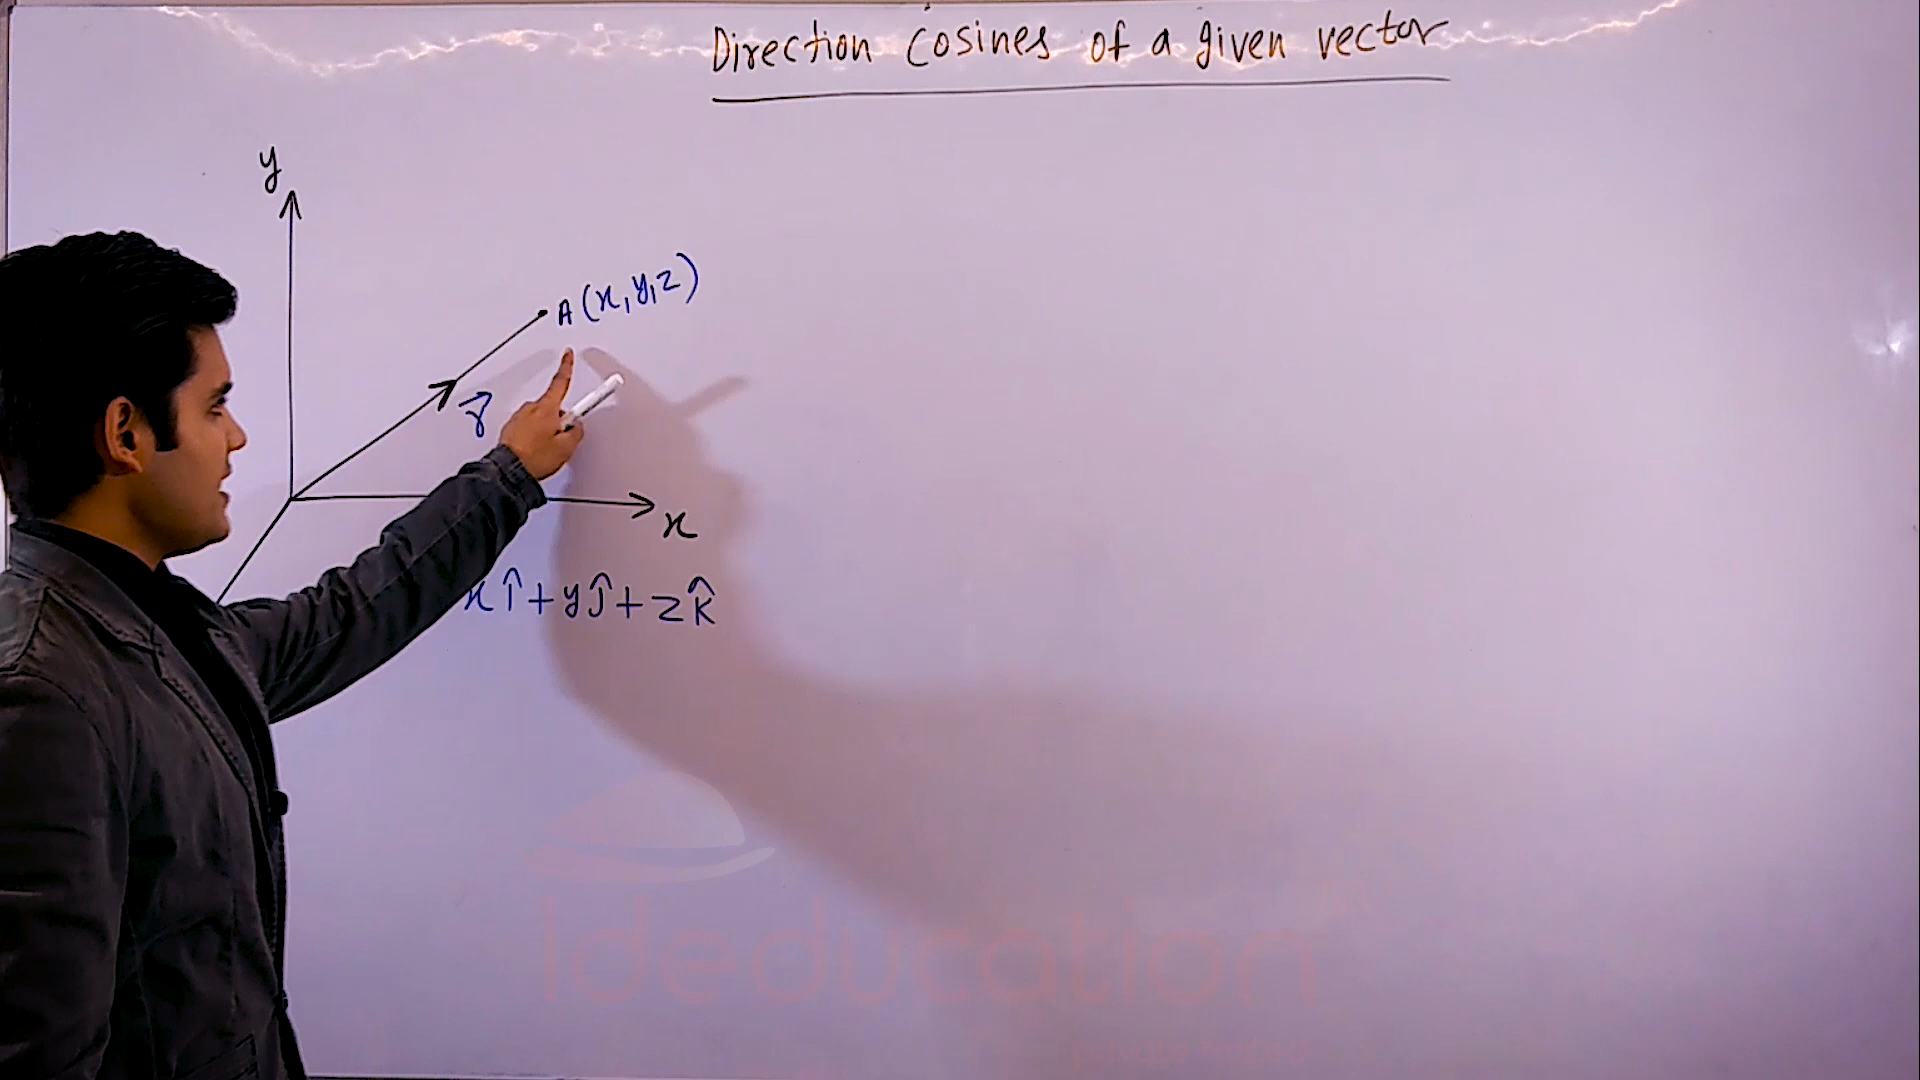 Direction Cosines of a given vector
y
A (x, y, z)
r⃗
x
x î + y ĵ + z k̂
Ideducation